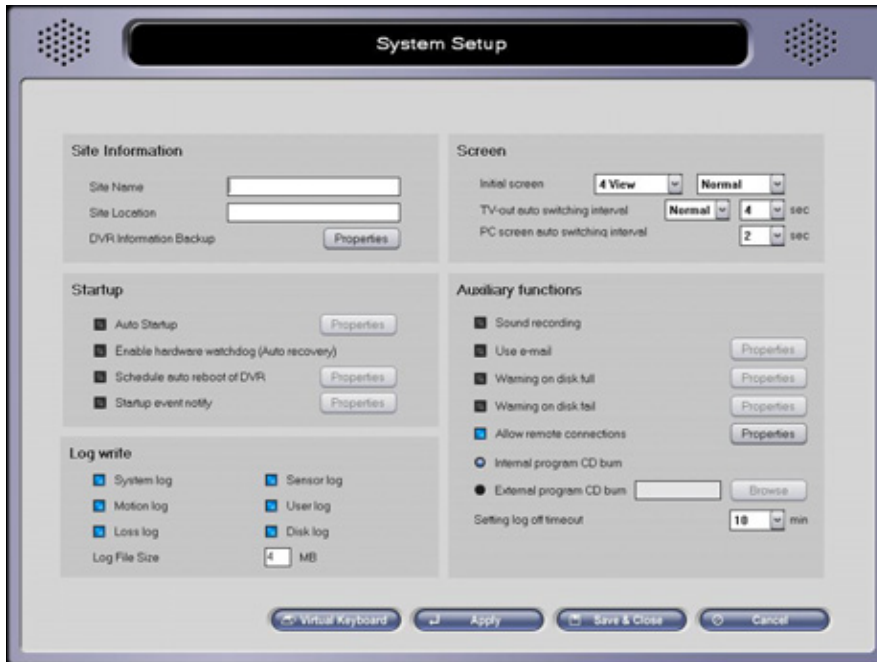 System Setup
Site Information
Site Name
Site Location
DVR Information Backup Properties
Screen
Initial screen 4 View Normal
TV-out auto switching interval Normal 4 sec
PC screen auto switching interval 2 sec
Startup
Auto Startup Properties
Enable hardware watchdog (Auto recovery)
Schedule auto reboot of DVR Properties
Startup event notify Properties
Auxiliary functions
Sound recording
Use e-mail Properties
Warning on disk full Properties
Warning on disk fail Properties
Allow remote connections Properties
Internal program CD burn
External program CD burn Browse
Setting log off timeout 10 min
Log write
System log Sensor log
Motion log User log
Loss log Disk log
Log File Size 4 MB
Virtual Keyboard Apply Save & Close Cancel